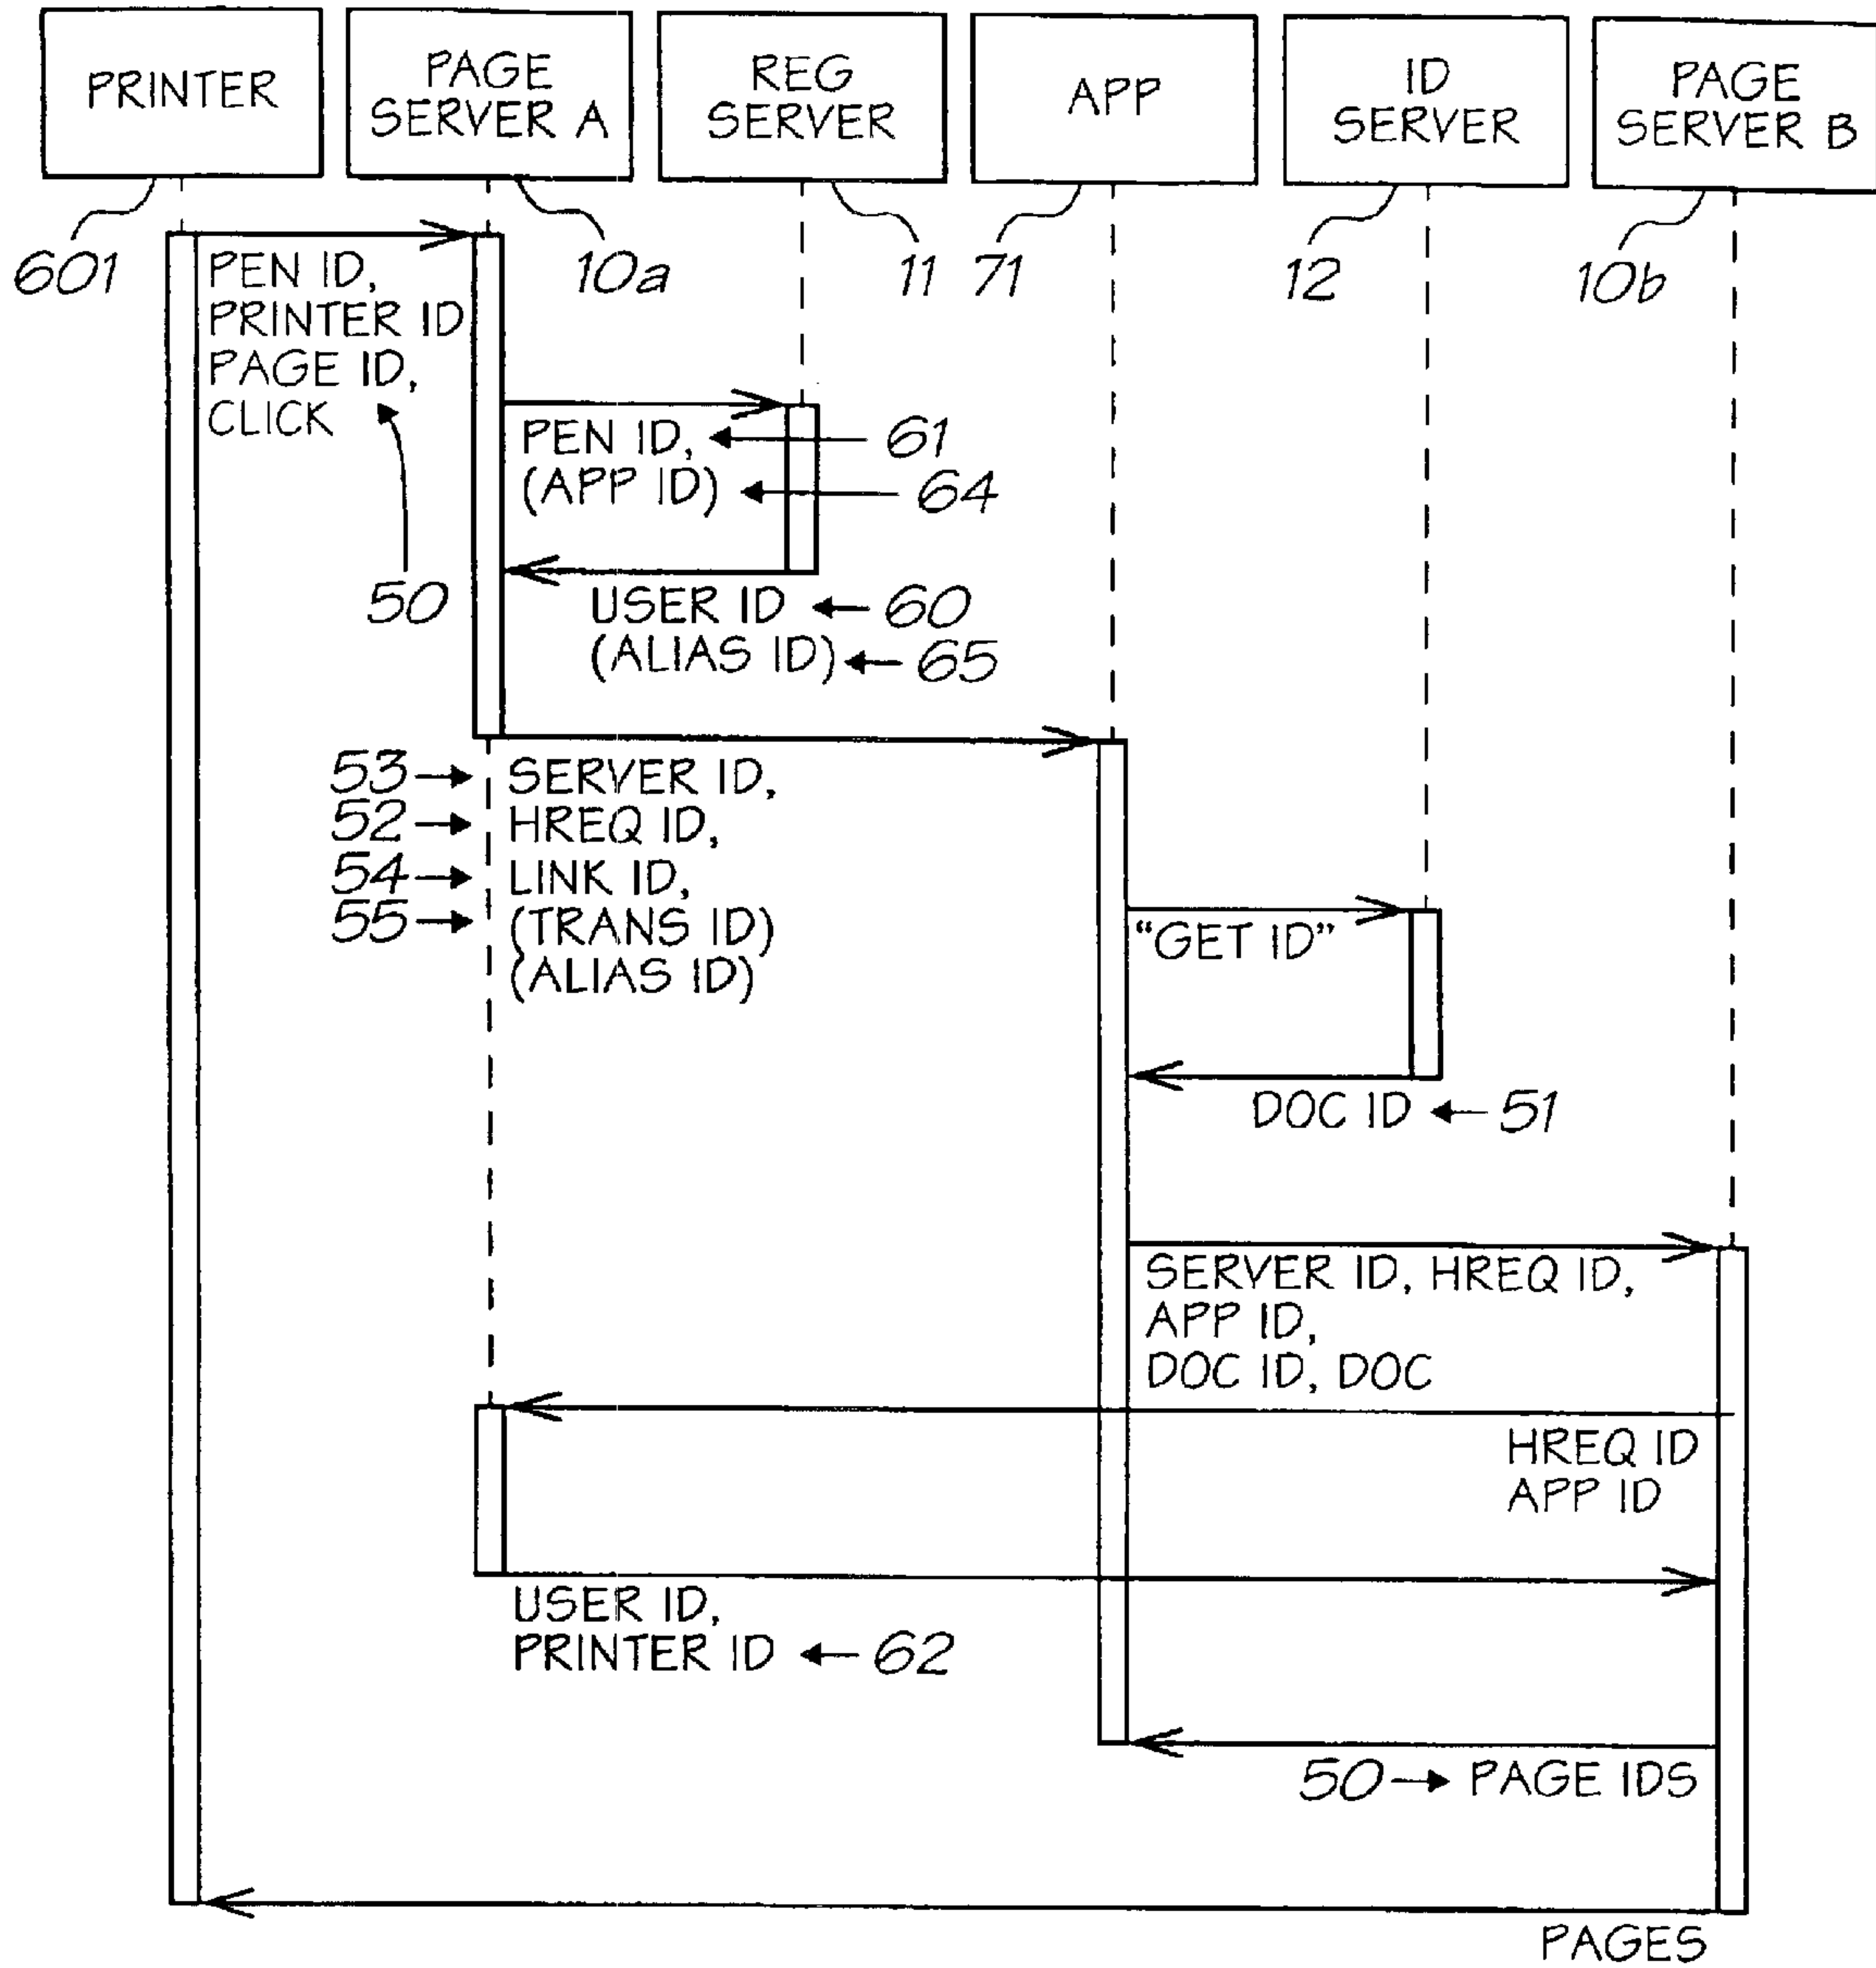 PRINTER
PAGE
SERVER A
REG
SERVER
APP
ID
SERVER
PAGE
SERVER B
601
10a
11
71
12
10b
PEN ID,
PRINTER ID
PAGE ID,
CLICK
50
PEN ID,
61
(APP ID)
64
USER ID
60
(ALIAS ID)
65
53
SERVER ID,
52
HREQ ID,
54
LINK ID,
55
(TRANS ID)
(ALIAS ID)
“GET ID”
DOC ID
51
SERVER ID, HREQ ID,
APP ID,
DOC ID, DOC
HREQ ID
APP ID
USER ID,
PRINTER ID
62
50
PAGE IDS
PAGES